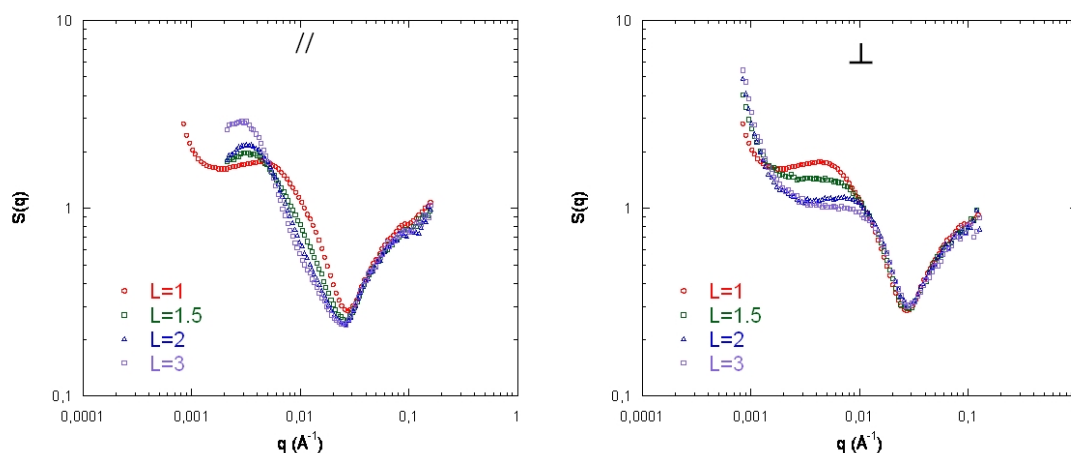 10
//
S(q)
1
L=1
L=1.5
L=2
L=3
0,1
0,0001 0,001 0,01 0,1 1
q (A⁻¹)
10
⊥
S(q)
1
L=1
L=1.5
L=2
L=3
0,1
0,0001 0,001 0,01 0,1
q (A⁻¹)